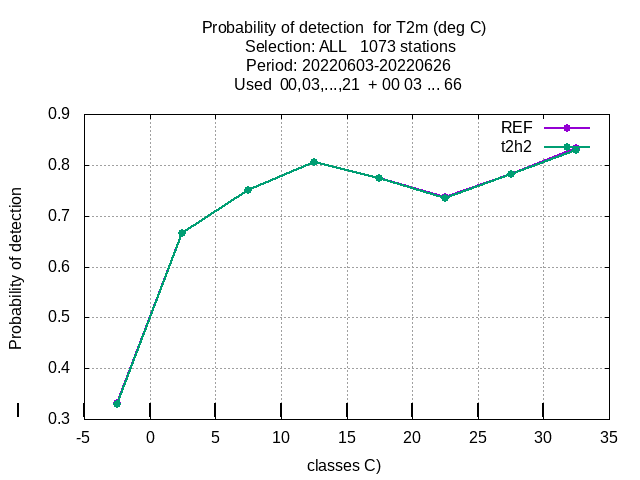 Probability of detection  for T2m (deg C)
Selection: ALL   1073 stations
Period: 20220603-20220626
Used  00,03,...,21  + 00 03 ... 66
REF
t2h2
Probability of detection
0.9
0.8
0.7
0.6
0.5
0.4
0.3
-5 0 5 10 15 20 25 30 35
classes C)